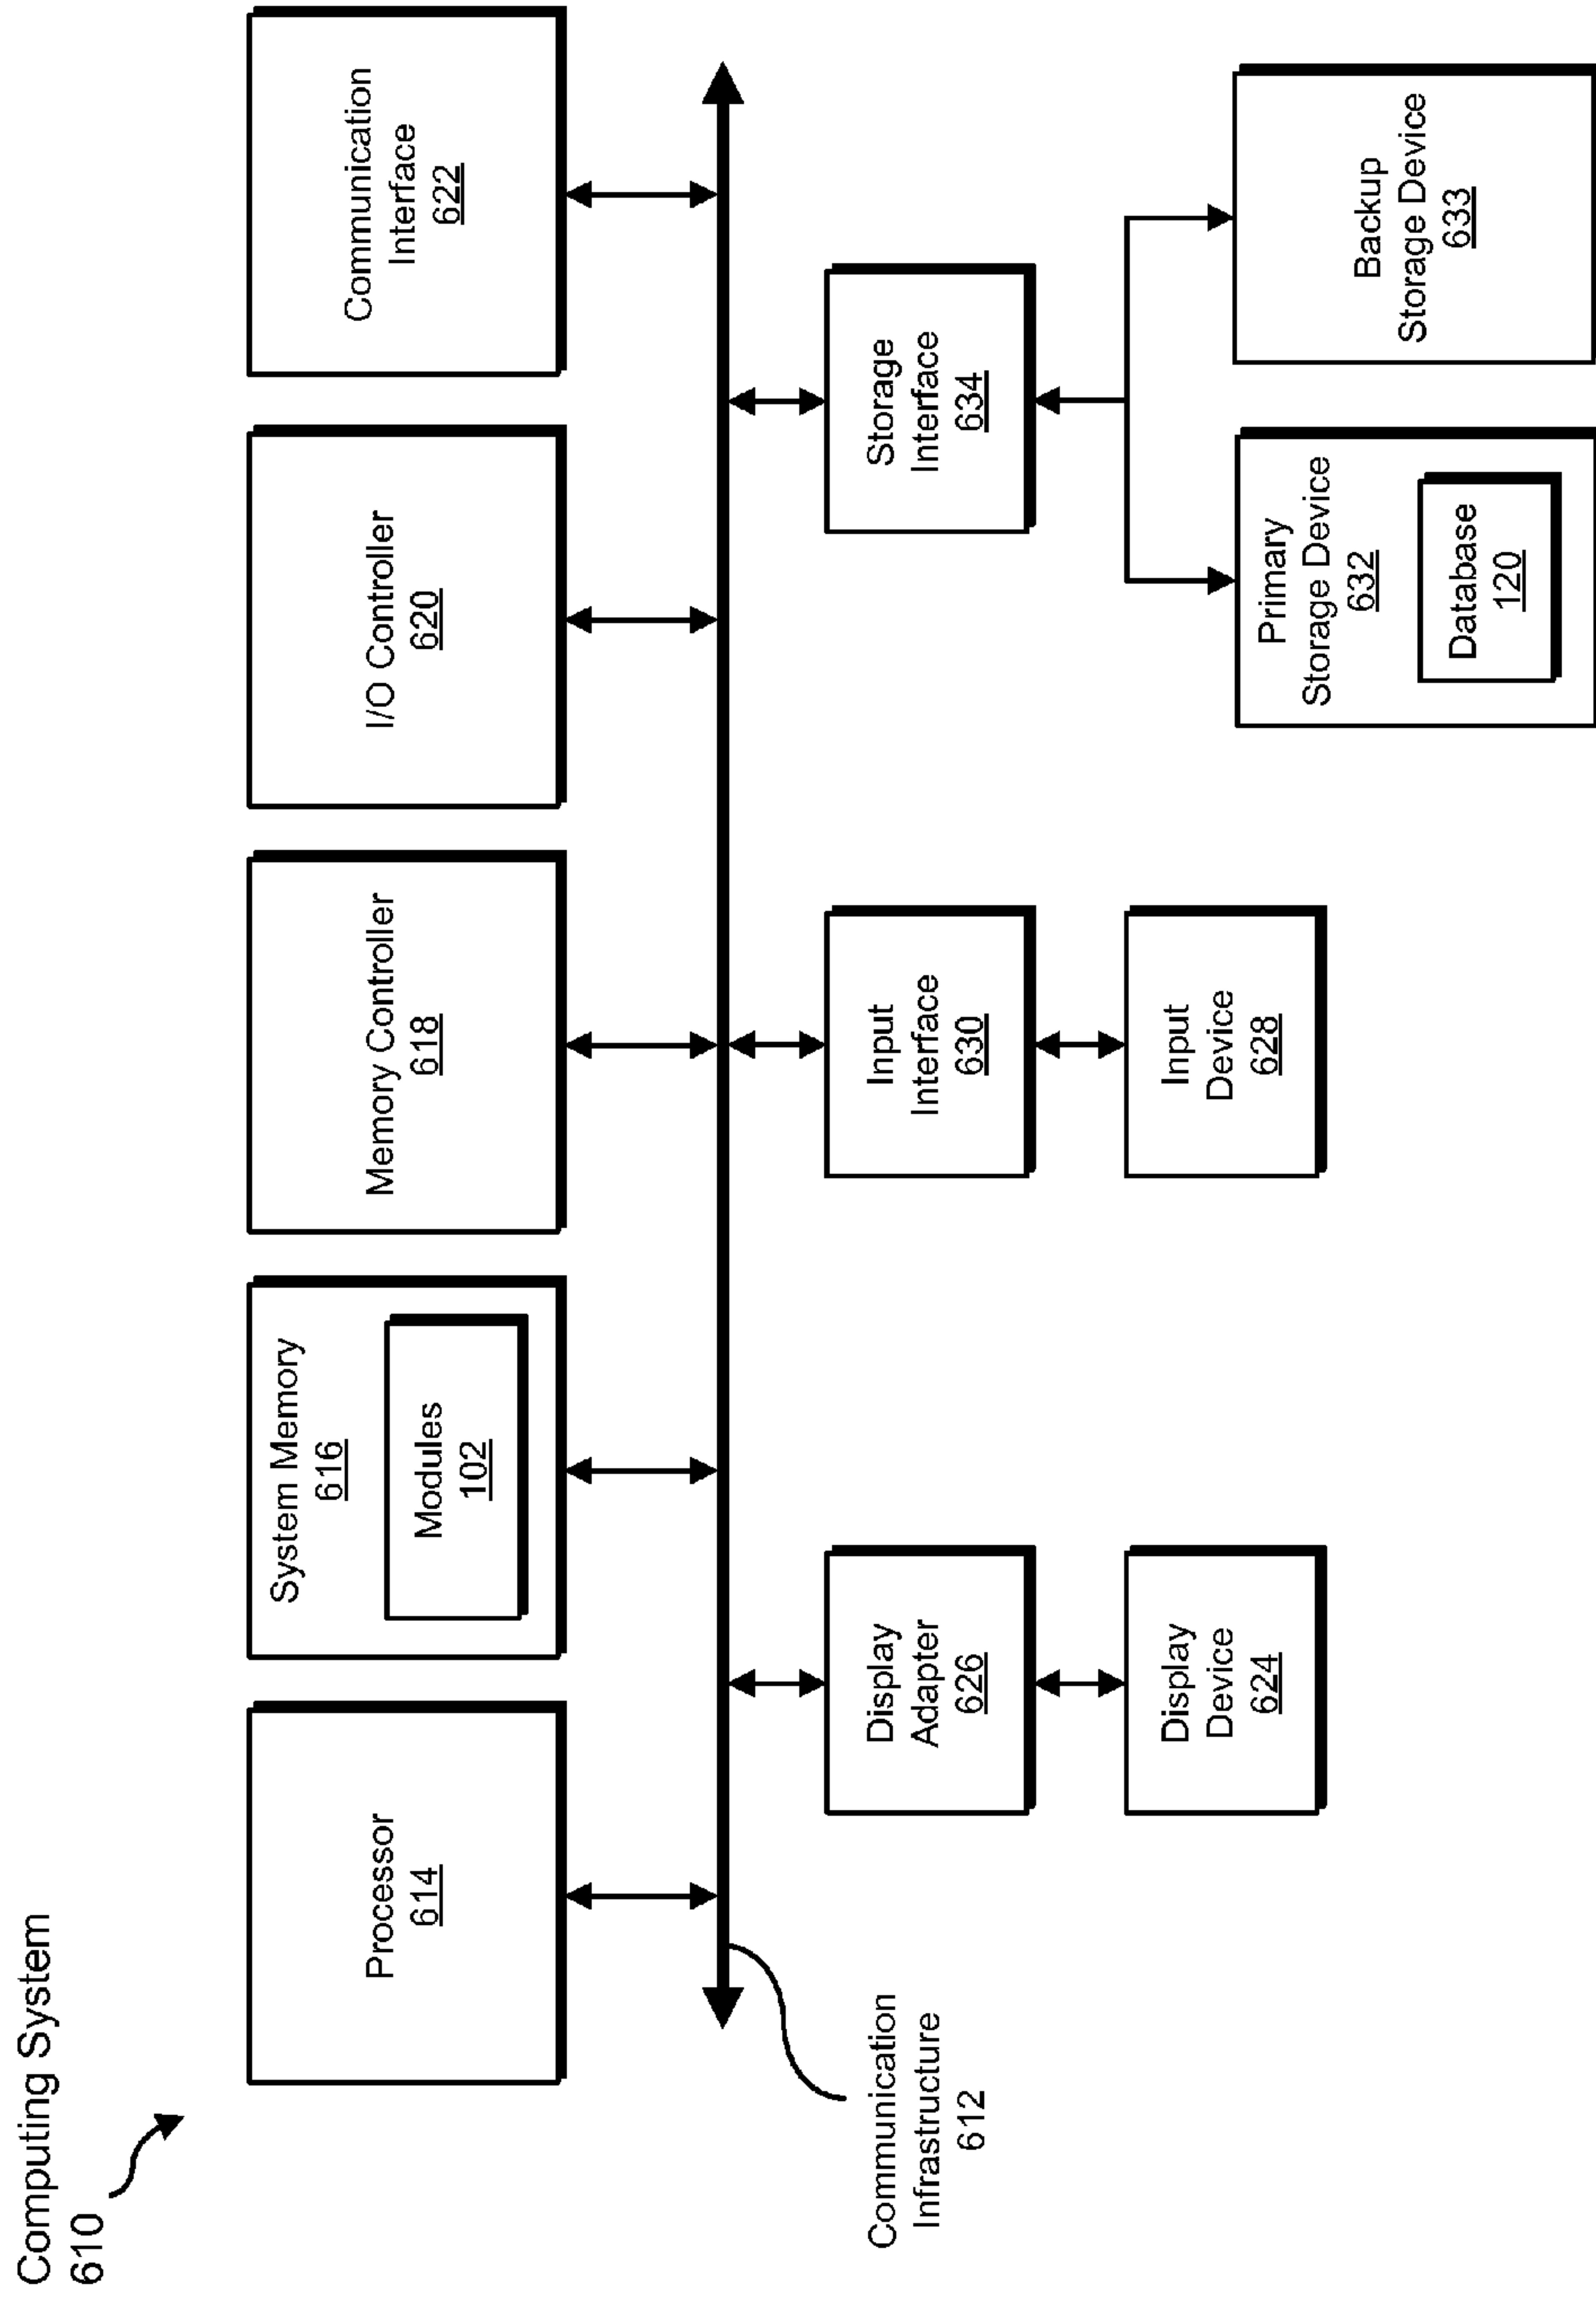 Computing System
610
Processor
614
System Memory
616
Modules
102
Memory Controller
618
I/O Controller
620
Communication
Interface
622
Communication
Infrastructure
612
Display
Adapter
626
Input
Interface
630
Storage
Interface
634
Display
Device
624
Input
Device
628
Primary
Storage Device
632
Database
120
Backup
Storage Device
633